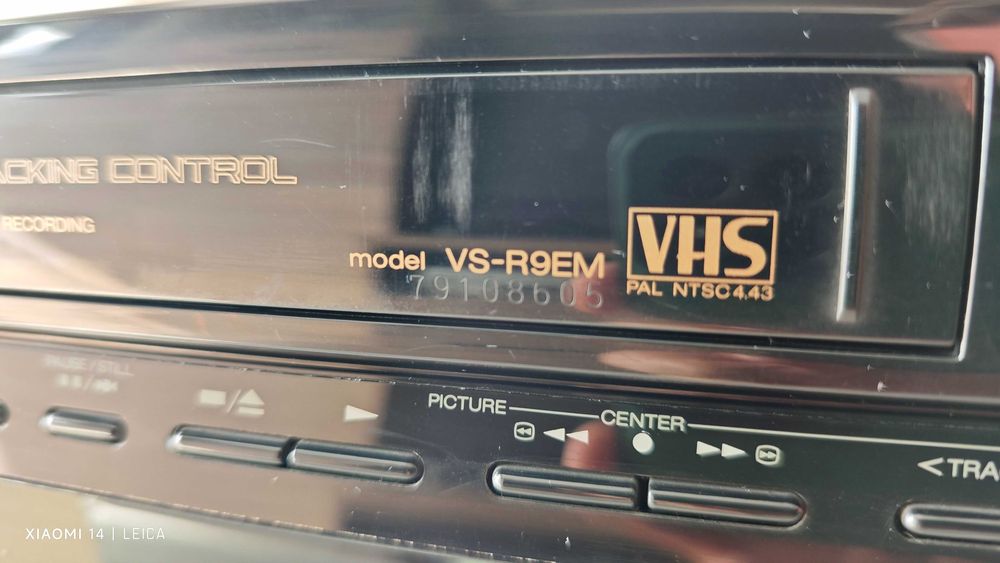 ACKING CONTROL
RECORDING
model VS-R9EM
79108605
VHS
PAL NTSC4.43
PAUSE/STILL
PICTURE
CENTER
<TRA
XIAOMI 14 | LEICA